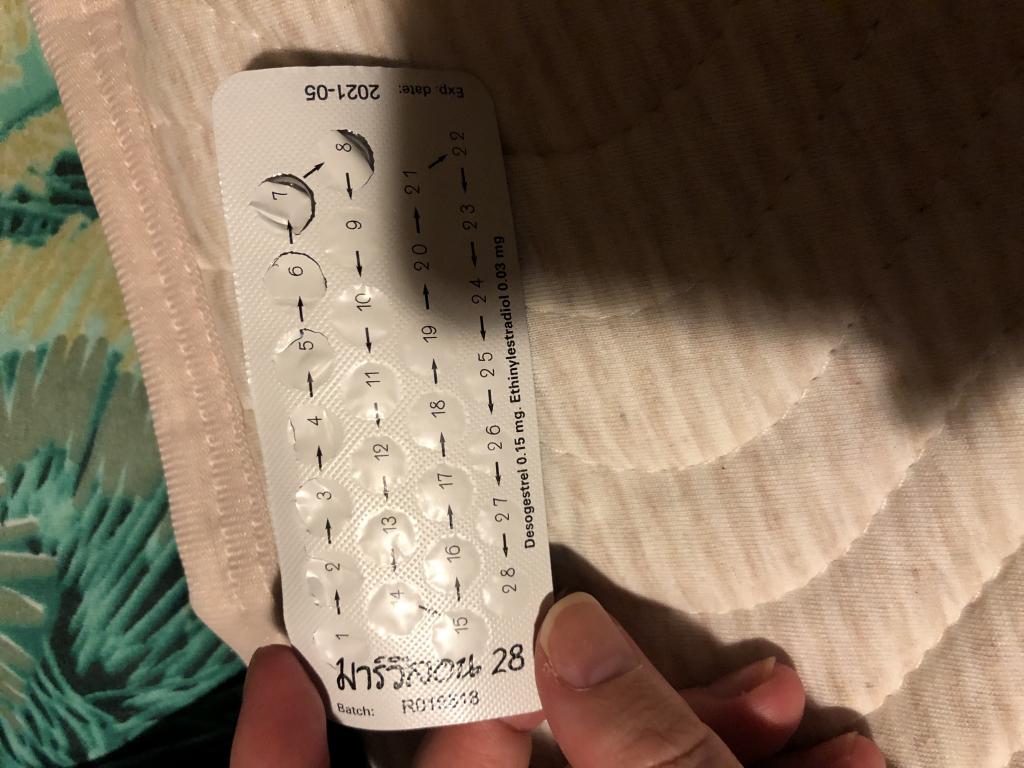 Exp. date: 2021-05
1 → 2 → 3 → 4 → 5 → 6 → 7
8 → 9 → 10 → 11 → 12 → 13 → 14
15 → 16 → 17 → 18 → 19 → 20 → 21
22 → 23 → 24 → 25 → 26 → 27 → 28
Desogestrel 0.15 mg. Ethinylestradiol 0.03 mg
มาร์วีลอน 28
Batch: